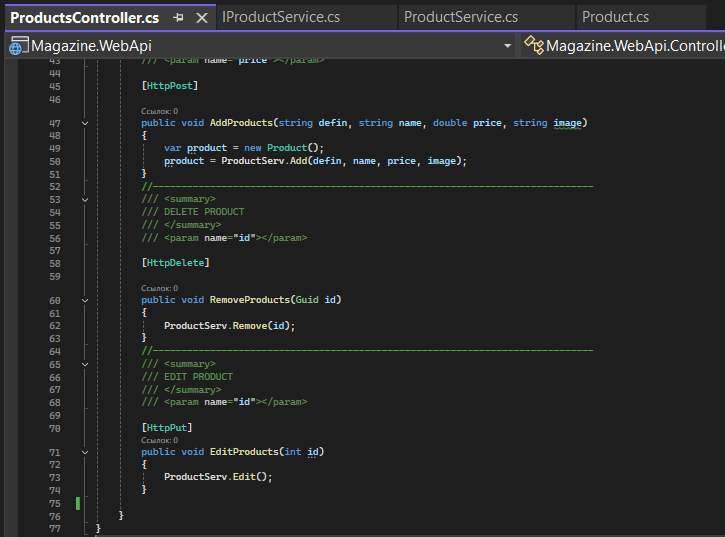 ProductsController.cs IProductService.cs ProductService.cs Product.cs
Magazine.WebApi Magazine.WebApi.Controlle
43 /// <param name="price"></param>
44
45 [HttpPost]
46
Ссылок: 0
47 public void AddProducts(string defin, string name, double price, string image)
48 {
49 var product = new Product();
50 product = ProductServ.Add(defin, name, price, image);
51 }
52 //-----------------------------------------------------------------------------
53 /// <summary>
54 /// DELETE PRODUCT
55 /// </summary>
56 /// <param name="id"></param>
57
58 [HttpDelete]
59
Ссылок: 0
60 public void RemoveProducts(Guid id)
61 {
62 ProductServ.Remove(id);
63 }
64 //-----------------------------------------------------------------------------
65 /// <summary>
66 /// EDIT PRODUCT
67 /// </summary>
68 /// <param name="id"></param>
69
70 [HttpPut]
Ссылок: 0
71 public void EditProducts(int id)
72 {
73 ProductServ.Edit();
74 }
75
76 }
77 }